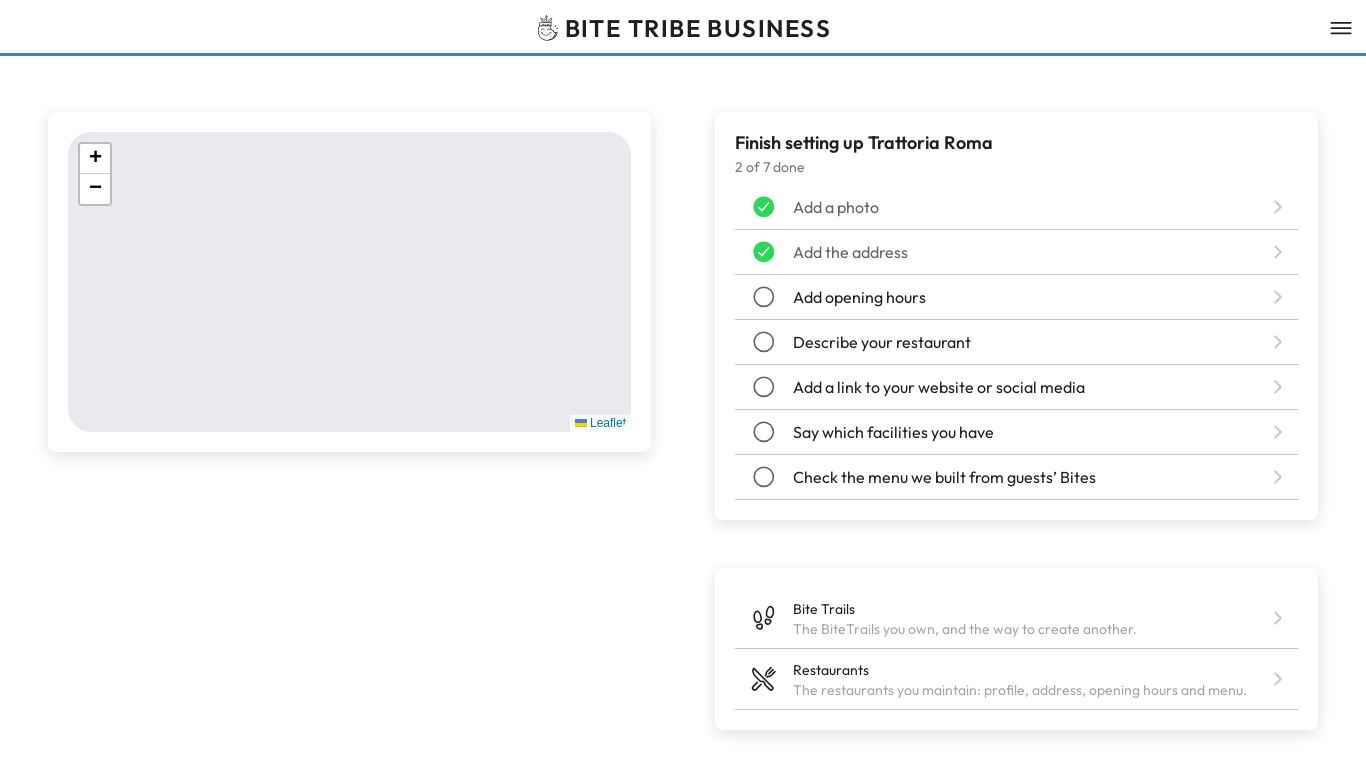 BITE TRIBE BUSINESS
+
−
Leaflet
Finish setting up Trattoria Roma
2 of 7 done
Add a photo
Add the address
Add opening hours
Describe your restaurant
Add a link to your website or social media
Say which facilities you have
Check the menu we built from guests’ Bites
Bite Trails
The BiteTrails you own, and the way to create another.
Restaurants
The restaurants you maintain: profile, address, opening hours and menu.